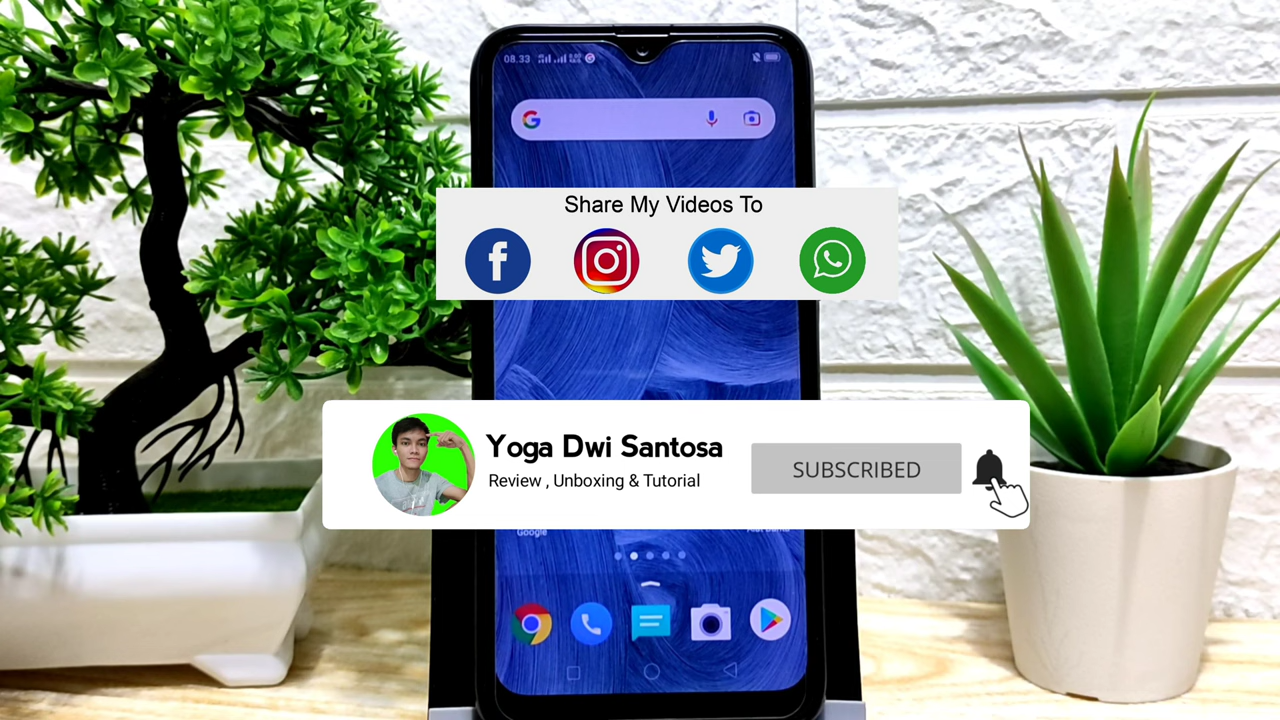 08.33
Share My Videos To
Yoga Dwi Santosa
Review , Unboxing & Tutorial
SUBSCRIBED
Google